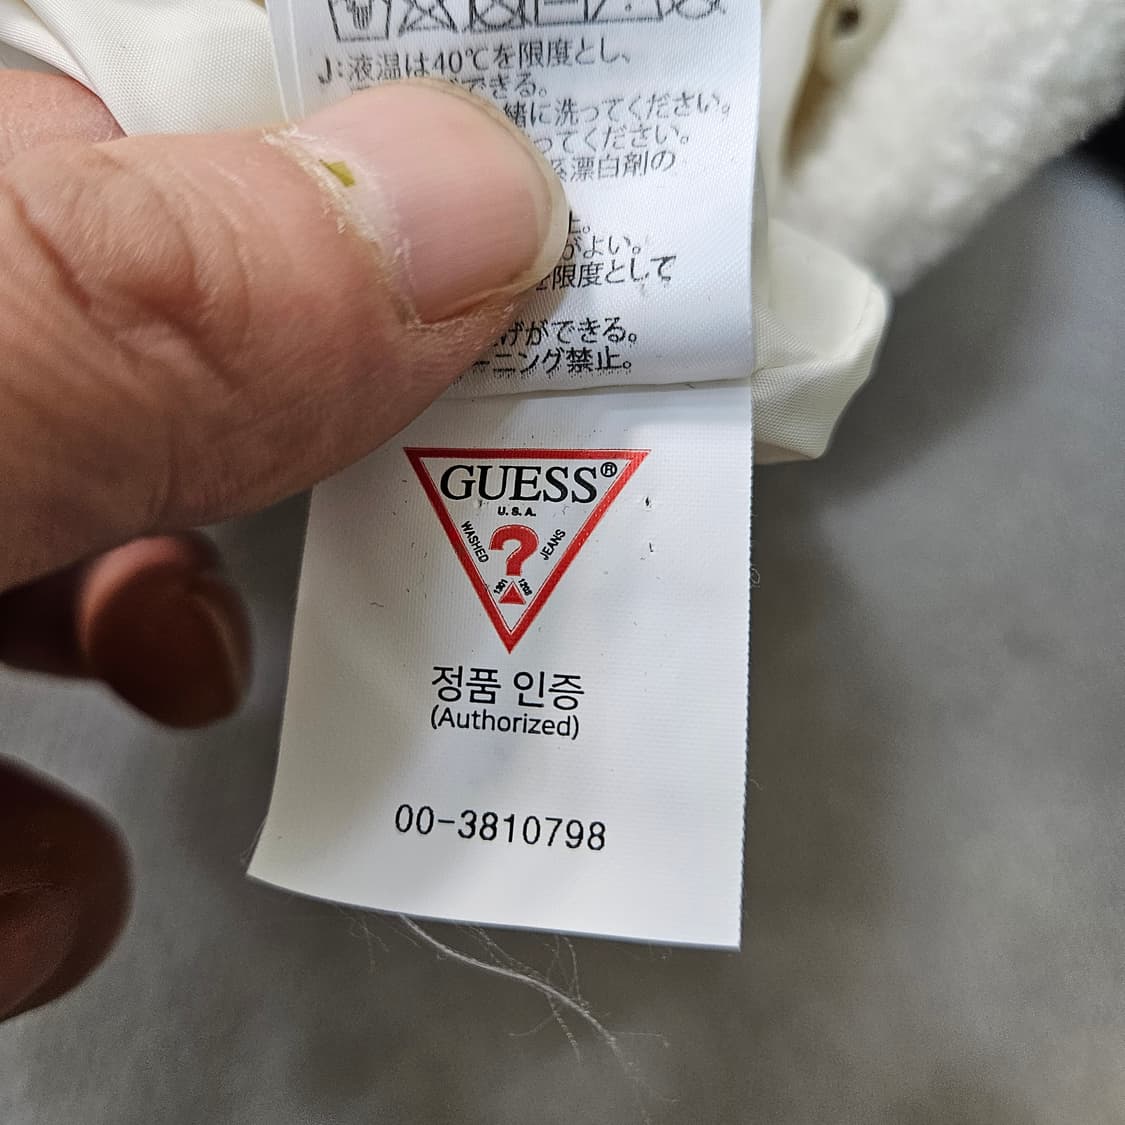 J:液温は40℃を限度とし、
できる。
緒に洗ってください。
ってください。
漂白剤の
止。
がよい。
を限度として
げができる。
ーニング禁止。
GUESS®
U.S.A.
WASHED ? JEANS
정품 인증
(Authorized)
00-3810798